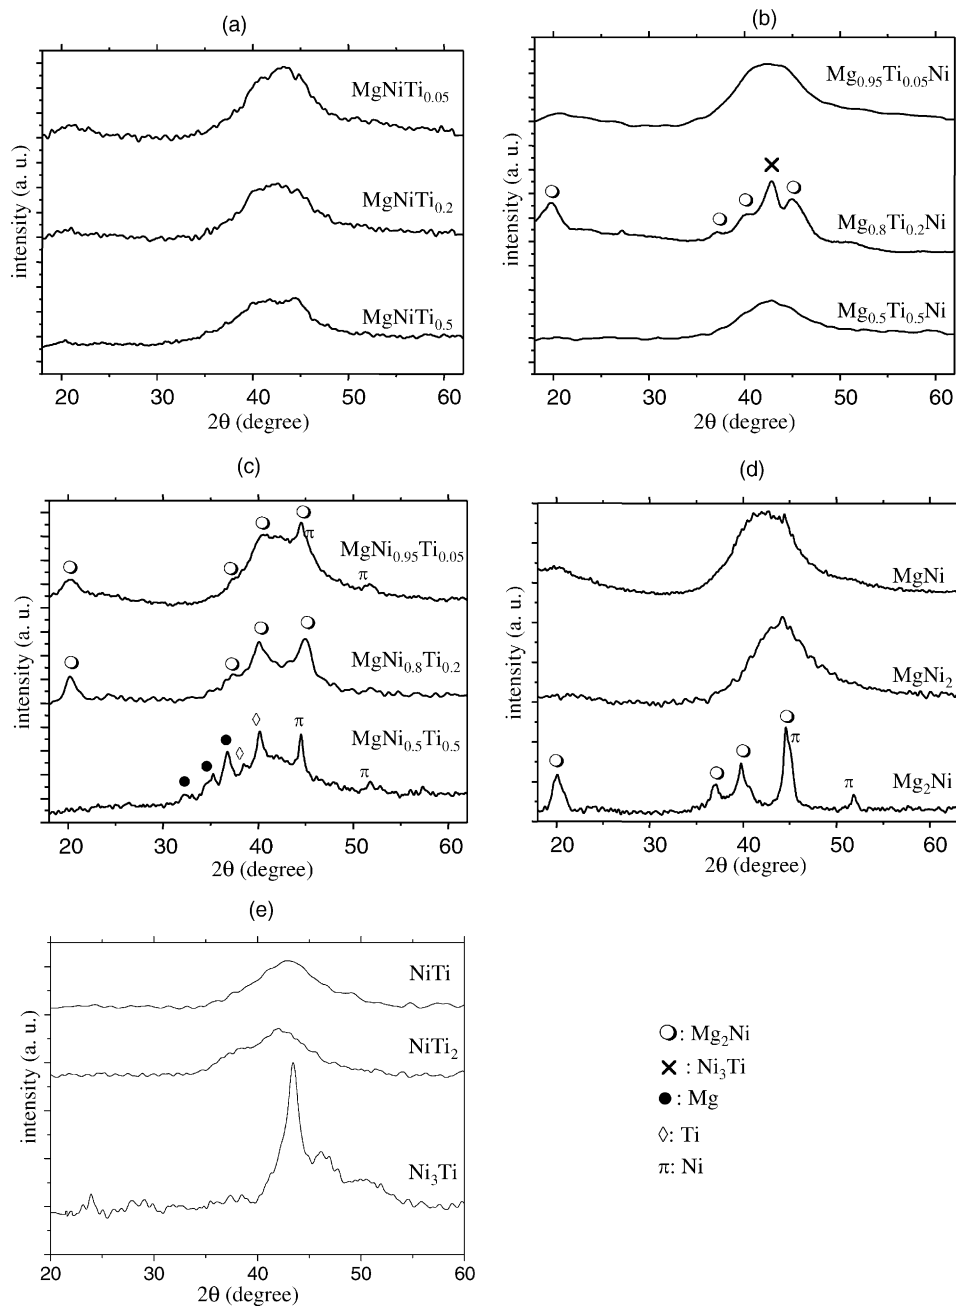 (a)
MgNiTi0.05
MgNiTi0.2
MgNiTi0.5
intensity (a. u.)
20 30 40 50 60
2θ (degree)
(b)
Mg0.95Ti0.05Ni
Mg0.8Ti0.2Ni
Mg0.5Ti0.5Ni
intensity (a. u.)
20 30 40 50 60
2θ (degree)
(c)
π
MgNi0.95Ti0.05
π
MgNi0.8Ti0.2
MgNi0.5Ti0.5
π
π
intensity (a. u.)
20 30 40 50 60
2θ (degree)
(d)
MgNi
MgNi2
π
π
Mg2Ni
intensity (a. u.)
20 30 40 50 60
2θ (degree)
(e)
NiTi
NiTi2
Ni3Ti
intensity (a. u.)
20 30 40 50 60
2θ (degree)
: Mg2Ni
: Ni3Ti
: Mg
: Ti
π: Ni